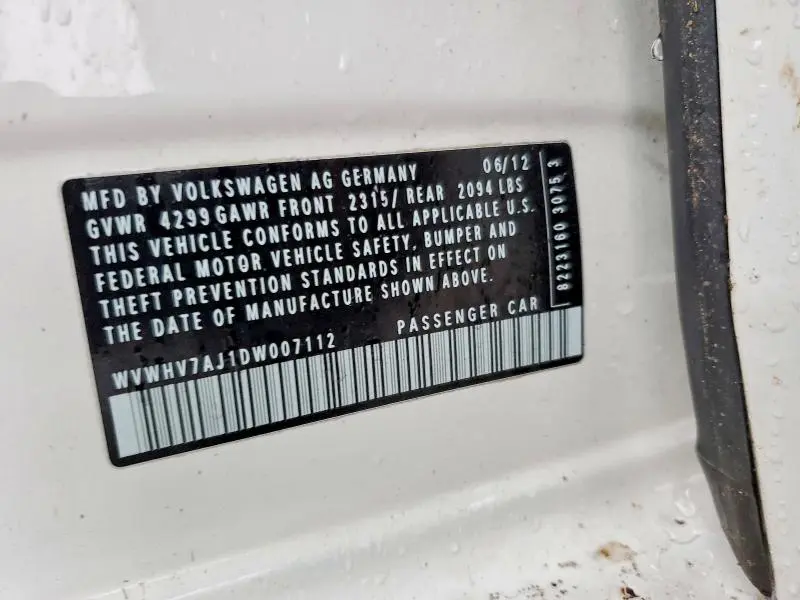 MFD BY VOLKSWAGEN AG GERMANY 06/12
GVWR 4299 GAWR FRONT 2315/ REAR 2094 LBS
THIS VEHICLE CONFORMS TO ALL APPLICABLE U.S.
FEDERAL MOTOR VEHICLE SAFETY, BUMPER AND
THEFT PREVENTION STANDARDS IN EFFECT ON
THE DATE OF MANUFACTURE SHOWN ABOVE.
WVWHV7AJ1DW007112 PASSENGER CAR
8223160 3075 3